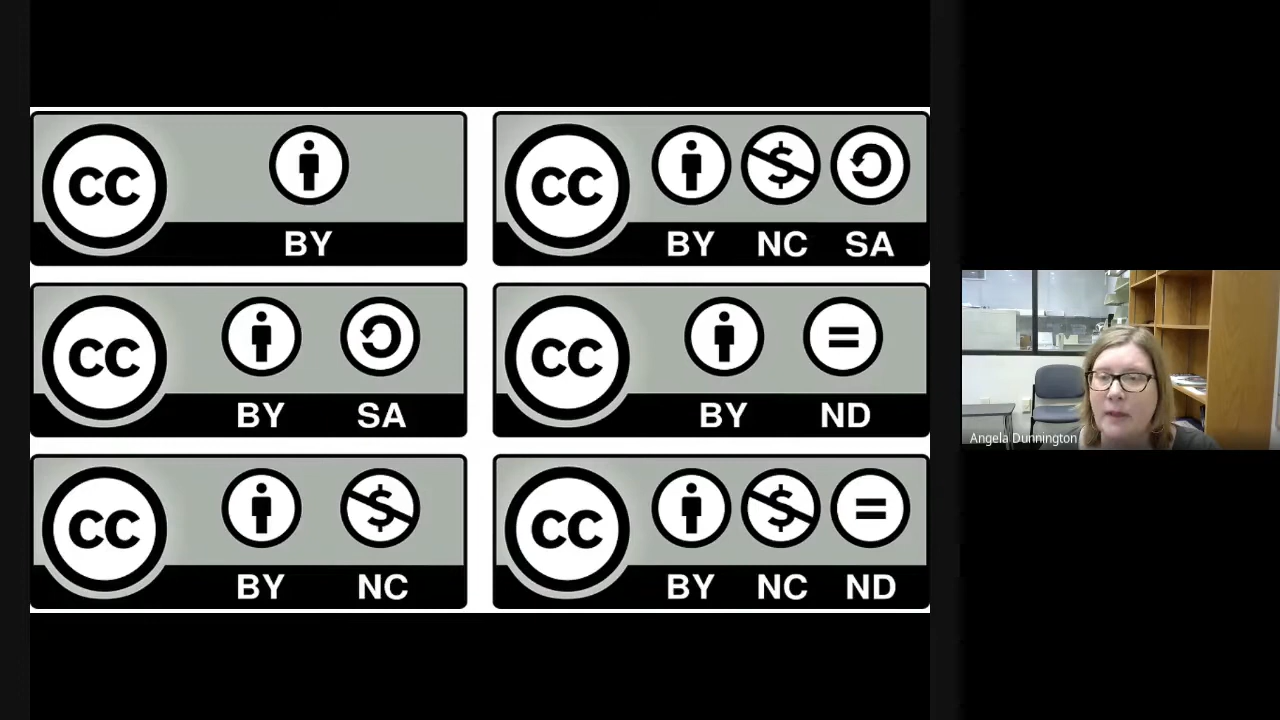 CC BY
CC BY NC SA
CC BY SA
CC BY ND
CC BY NC
CC BY NC ND
Angela Dunnington